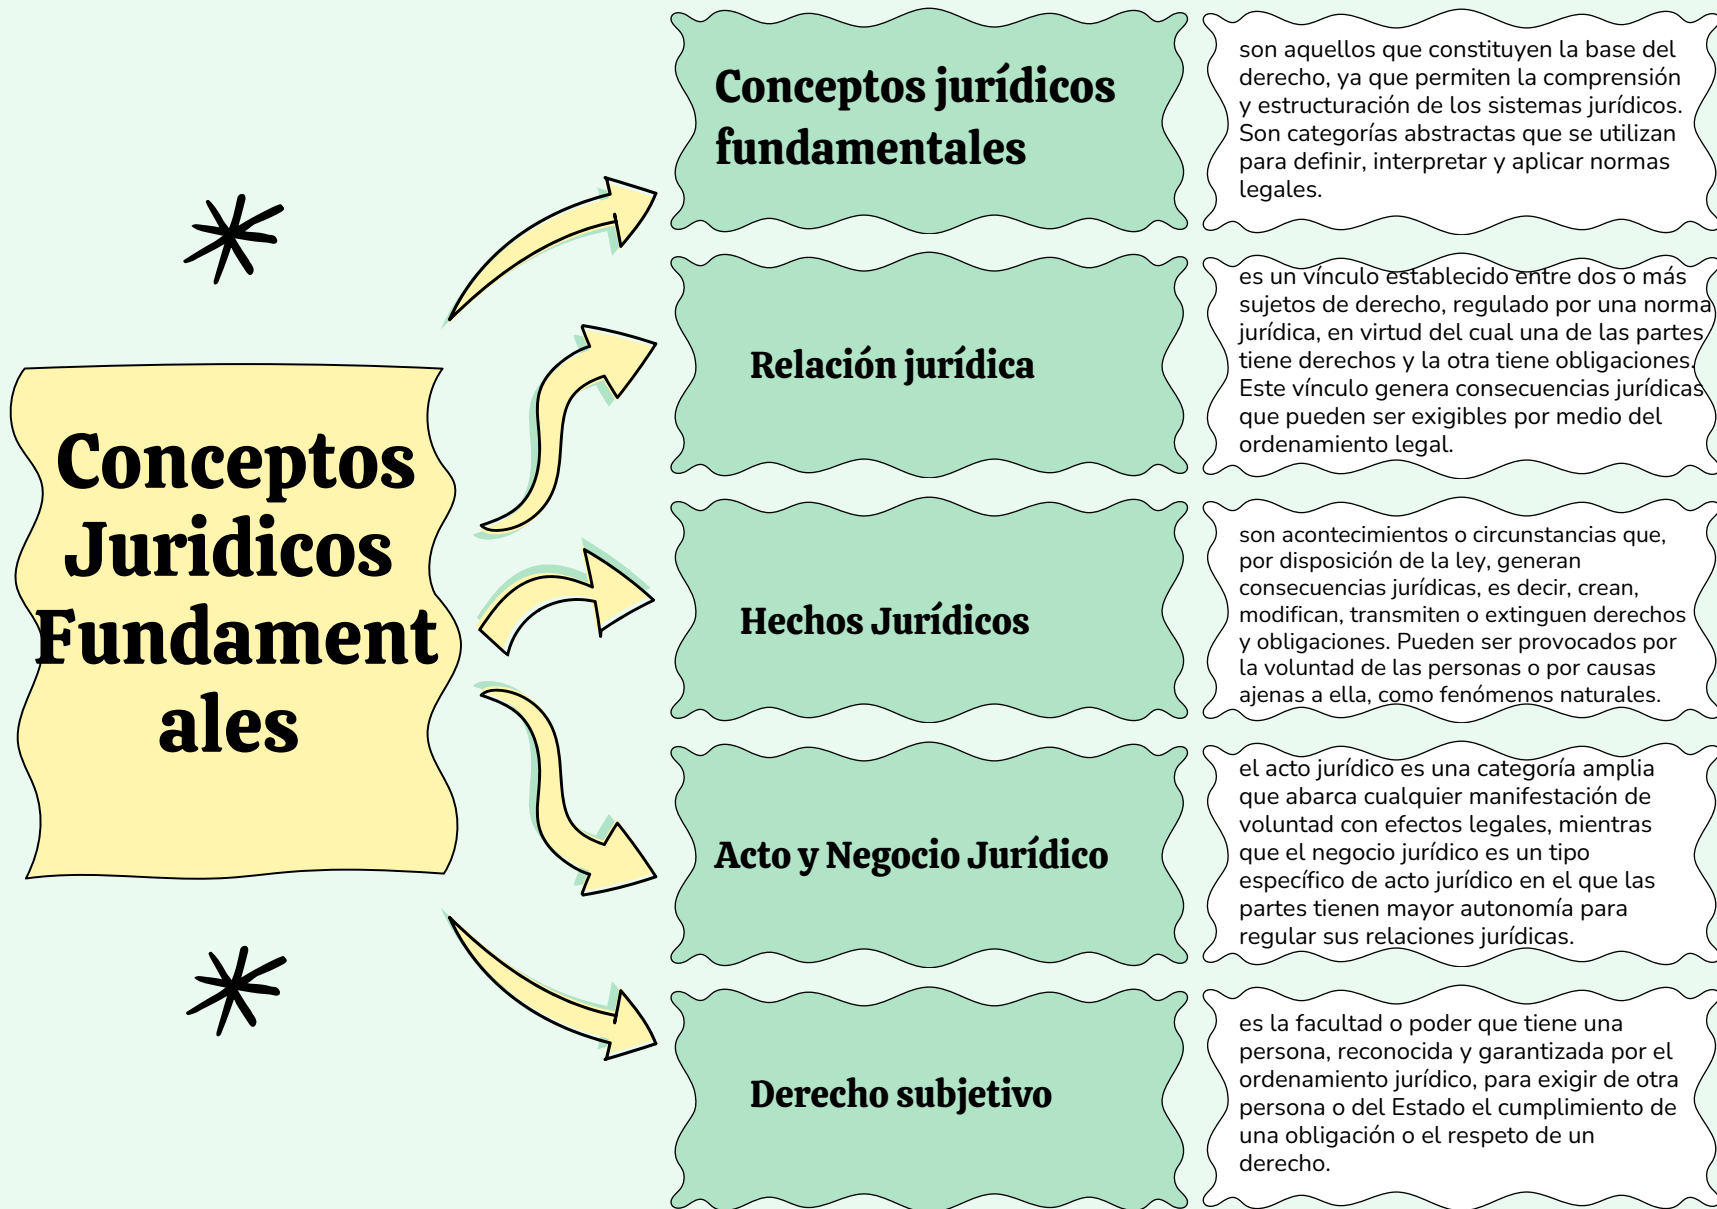 Conceptos
Juridicos
Fundament
ales
Conceptos jurídicos
fundamentales
son aquellos que constituyen la base del
derecho, ya que permiten la comprensión
y estructuración de los sistemas jurídicos.
Son categorías abstractas que se utilizan
para definir, interpretar y aplicar normas
legales.
Relación jurídica
es un vínculo establecido entre dos o más
sujetos de derecho, regulado por una norma
jurídica, en virtud del cual una de las partes
tiene derechos y la otra tiene obligaciones.
Este vínculo genera consecuencias jurídicas
que pueden ser exigibles por medio del
ordenamiento legal.
Hechos Jurídicos
son acontecimientos o circunstancias que,
por disposición de la ley, generan
consecuencias jurídicas, es decir, crean,
modifican, transmiten o extinguen derechos
y obligaciones. Pueden ser provocados por
la voluntad de las personas o por causas
ajenas a ella, como fenómenos naturales.
Acto y Negocio Jurídico
el acto jurídico es una categoría amplia
que abarca cualquier manifestación de
voluntad con efectos legales, mientras
que el negocio jurídico es un tipo
específico de acto jurídico en el que las
partes tienen mayor autonomía para
regular sus relaciones jurídicas.
Derecho subjetivo
es la facultad o poder que tiene una
persona, reconocida y garantizada por el
ordenamiento jurídico, para exigir de otra
persona o del Estado el cumplimiento de
una obligación o el respeto de un
derecho.